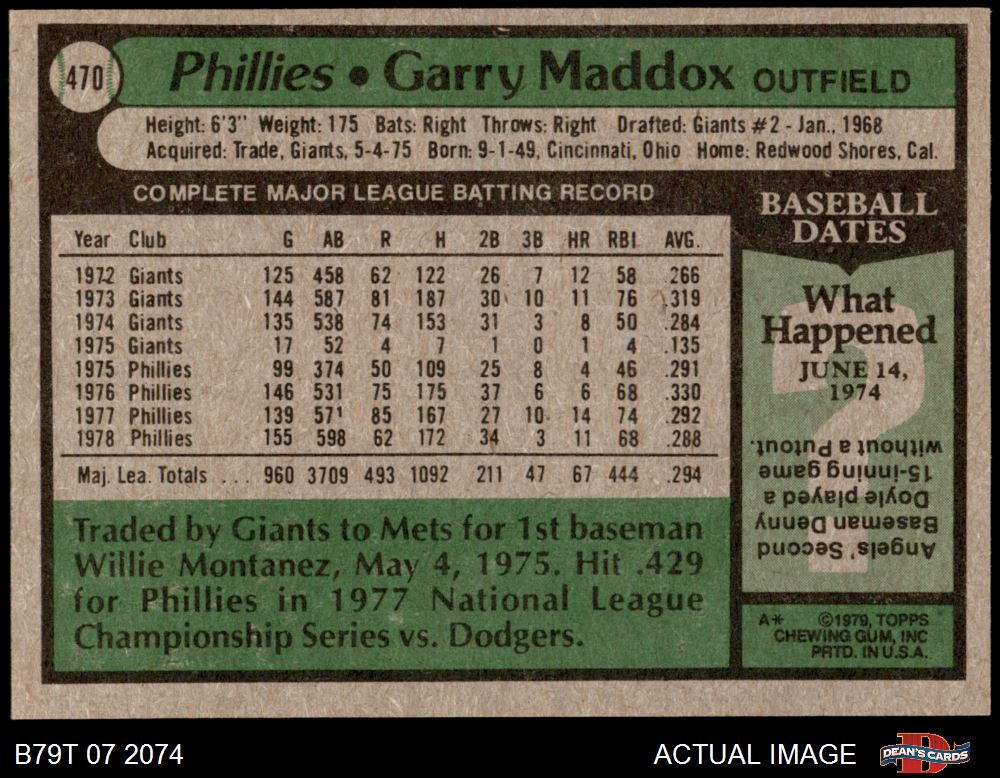 470
Phillies • Garry Maddox OUTFIELD
Height: 6'3" Weight: 175 Bats: Right Throws: Right Drafted: Giants #2 - Jan., 1968
Acquired: Trade, Giants, 5-4-75 Born: 9-1-49, Cincinnati, Ohio Home: Redwood Shores, Cal.
COMPLETE MAJOR LEAGUE BATTING RECORD
Year Club G AB R H 2B 3B HR RBI AVG.
1972 Giants 125 458 62 122 26 7 12 58 .266
1973 Giants 144 587 81 187 30 10 11 76 .319
1974 Giants 135 538 74 153 31 3 8 50 .284
1975 Giants 17 52 4 7 1 0 1 4 .135
1975 Phillies 99 374 50 109 25 8 4 46 .291
1976 Phillies 146 531 75 175 37 6 6 68 .330
1977 Phillies 139 571 85 167 27 10 14 74 .292
1978 Phillies 155 598 62 172 34 3 11 68 .288
Maj. Lea. Totals . . . 960 3709 493 1092 211 47 67 444 .294
Traded by Giants to Mets for 1st baseman
Willie Montanez, May 4, 1975. Hit .429
for Phillies in 1977 National League
Championship Series vs. Dodgers.
BASEBALL
DATES
What
Happened
JUNE 14,
1974
?
Angels' Second
Baseman Denny
Doyle played a
15-inning game
without a Putout.
A* ©1979, TOPPS
CHEWING GUM, INC
PRTD. IN U.S.A.
B79T 07 2074
ACTUAL IMAGE
D
DEAN'S CARDS